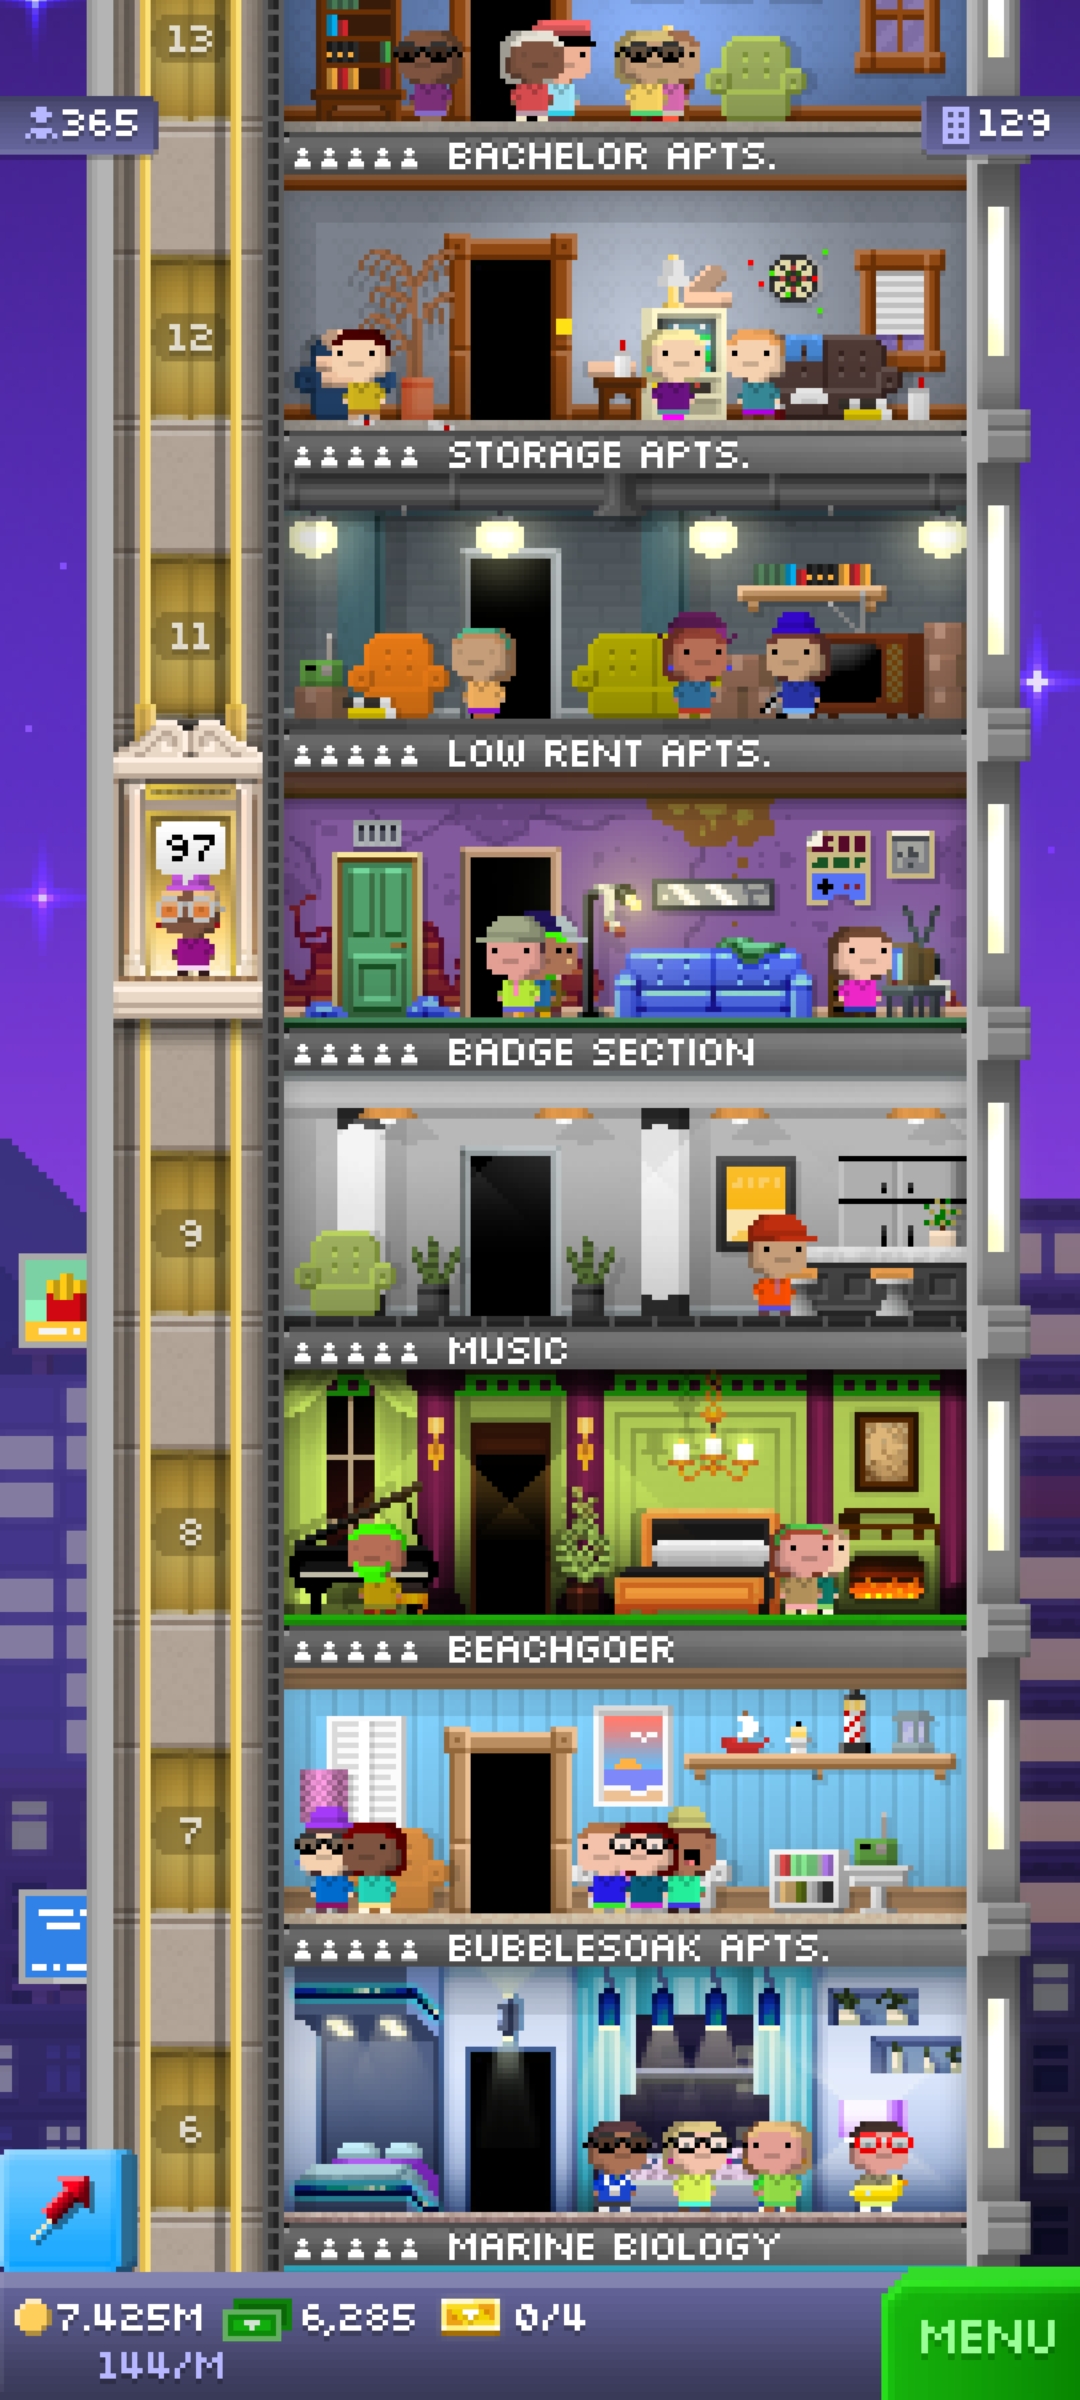 13
365
129
BACHELOR APTS.
12
STORAGE APTS.
11
LOW RENT APTS.
97
BADGE SECTION
9
MUSIC
8
BEACHGOER
7
BUBBLESOAK APTS.
6
MARINE BIOLOGY
7.425M 6,285 0/4
144/M
MENU